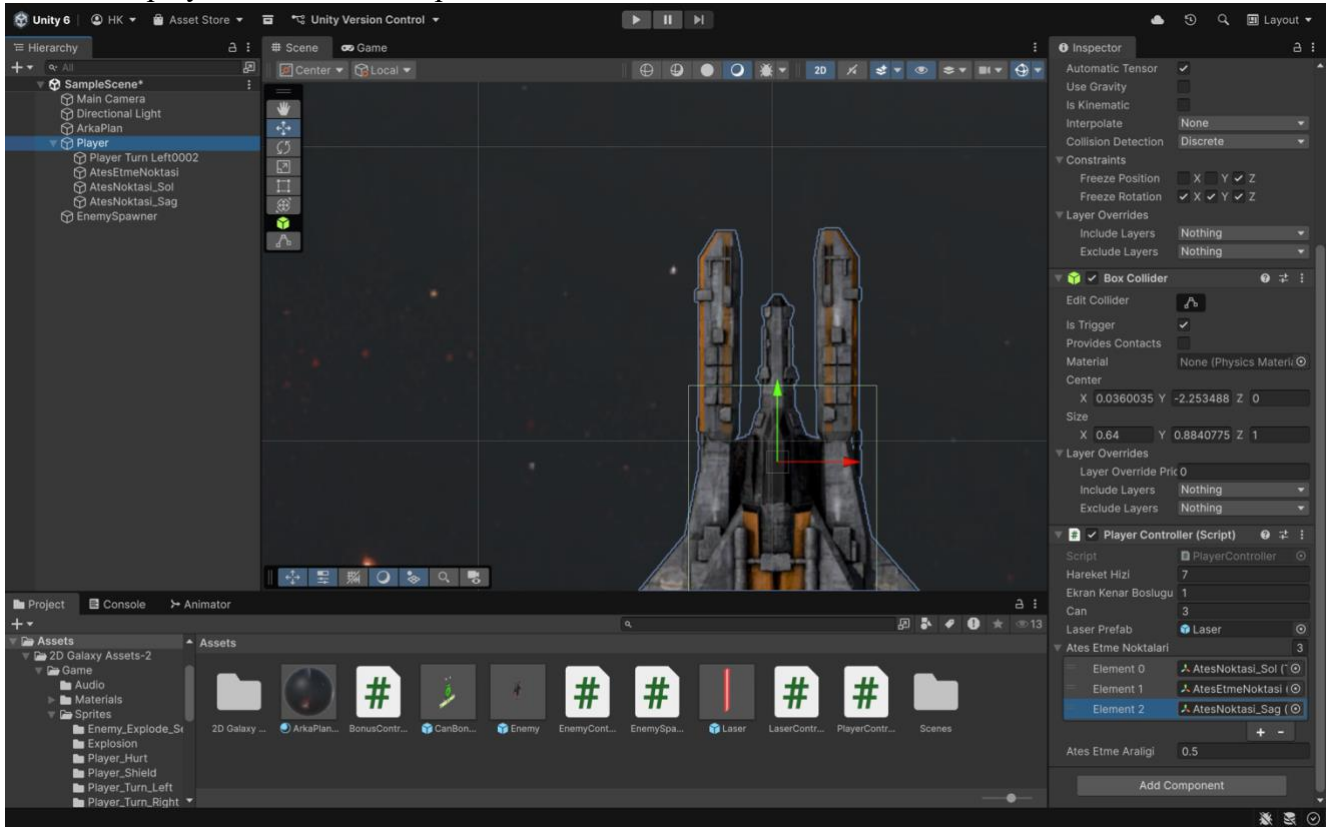 Unity 6 HK Asset Store Unity Version Control Layout
Hierarchy
All
SampleScene*
Main Camera
Directional Light
ArkaPlan
Player
Player Turn Left0002
AtesEtmeNoktasi
AtesNoktasi_Sol
AtesNoktasi_Sag
EnemySpawner
Scene Game
Center Local 2D
Inspector
Automatic Tensor
Use Gravity
Is Kinematic
Interpolate None
Collision Detection Discrete
Constraints
Freeze Position X Y Z
Freeze Rotation X Y Z
Layer Overrides
Include Layers Nothing
Exclude Layers Nothing
Box Collider
Edit Collider
Is Trigger
Provides Contacts
Material None (Physics Materi
Center
X 0.0360035 Y -2.253488 Z 0
Size
X 0.64 Y 0.8840775 Z 1
Layer Overrides
Layer Override Pric 0
Include Layers Nothing
Exclude Layers Nothing
# Player Controller (Script)
Script PlayerController
Hareket Hizi 7
Ekran Kenar Boslugu 1
Can 3
Laser Prefab Laser
Ates Etme Noktalari 3
Element 0 AtesNoktasi_Sol (T
Element 1 AtesEtmeNoktasi (
Element 2 AtesNoktasi_Sag (
+ -
Ates Etme Araligi 0.5
Add Component
Project Console Animator
13
Assets
2D Galaxy Assets-2
Game
Audio
Materials
Sprites
Enemy_Explode_Se
Explosion
Player_Hurt
Player_Shield
Player_Turn_Left
Player_Turn_Right
Assets
2D Galaxy ... ArkaPlan... BonusContr... CanBon... Enemy EnemyCont... EnemySpa... Laser LaserContr... PlayerContr... Scenes